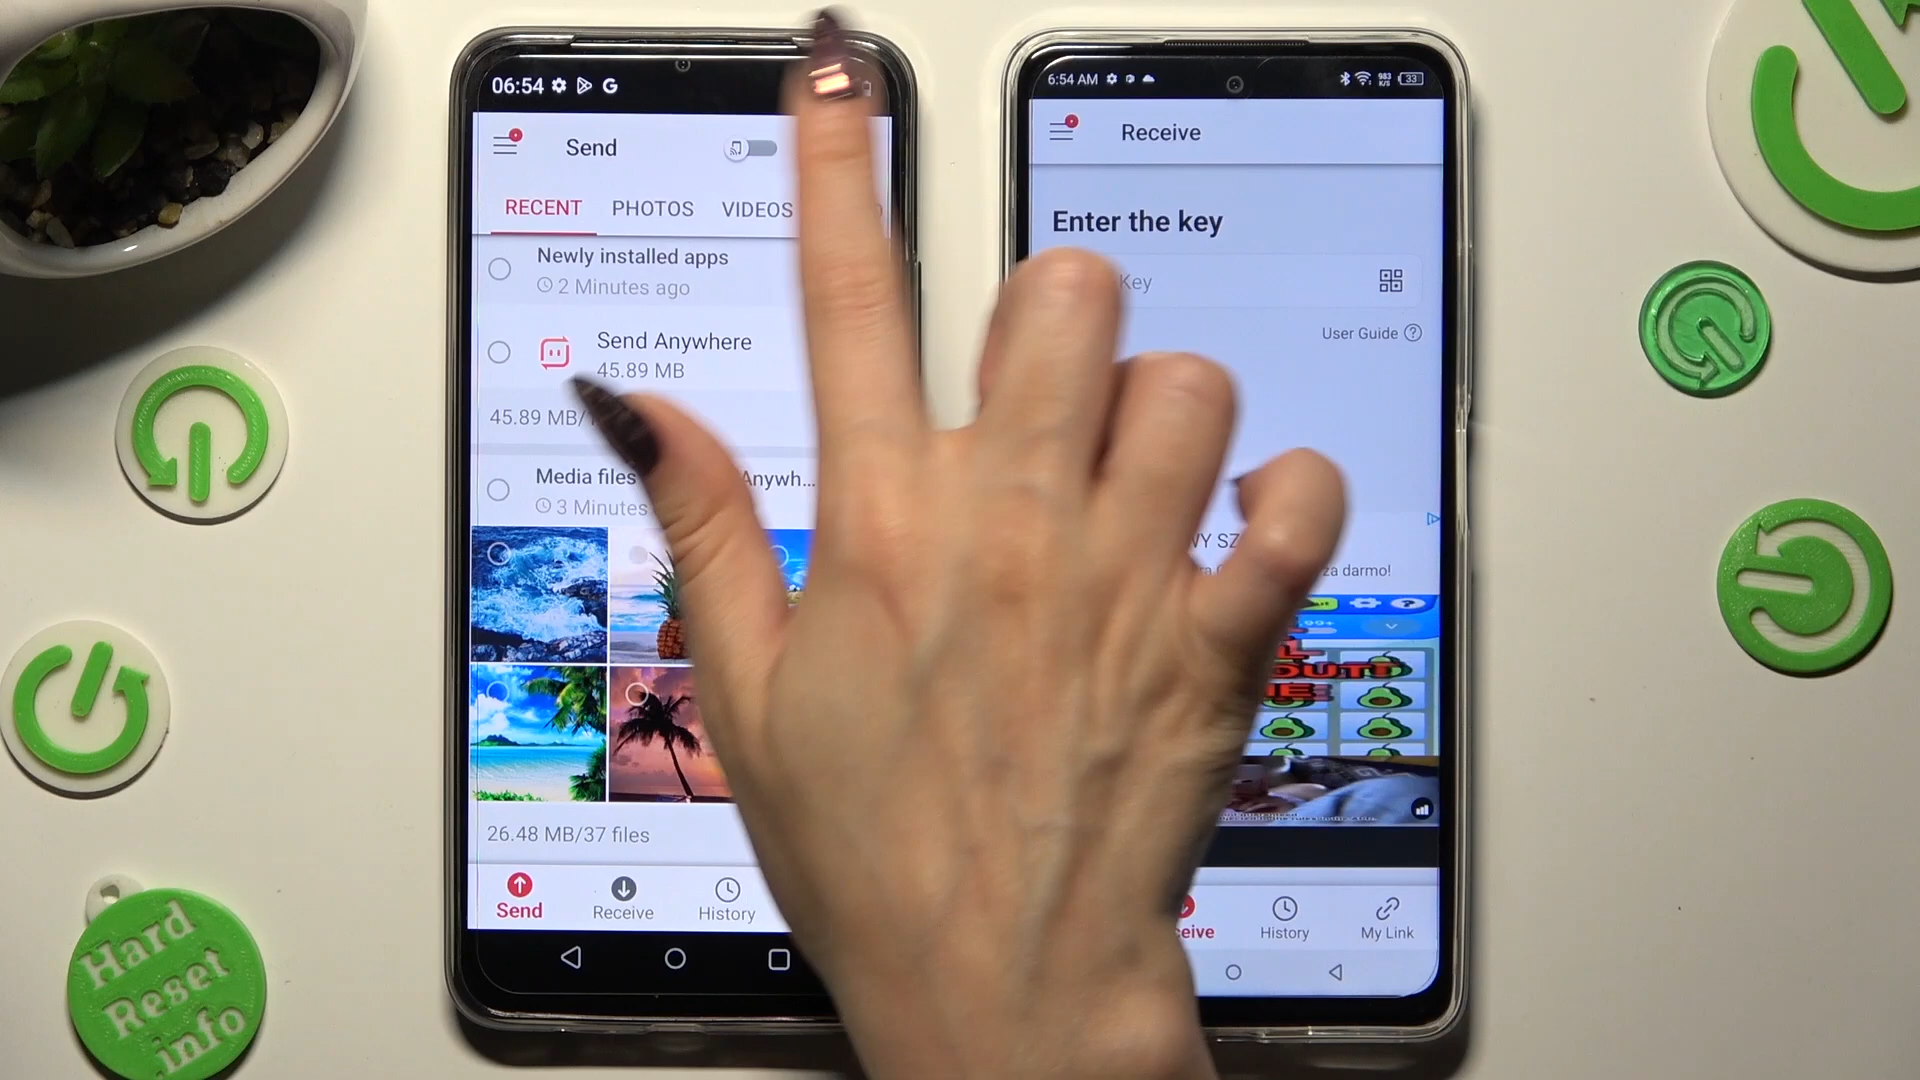 06:54
Send
RECENT PHOTOS VIDEOS
Newly installed apps
2 Minutes ago
Send Anywhere
45.89 MB
45.89 MB/
Media files Anywh...
3 Minutes
26.48 MB/37 files
Send Receive History
6:54 AM 983 K/S 33
Receive
Enter the key
Key
User Guide ?
za darmo!
History My Link
Hard
Reset
.info